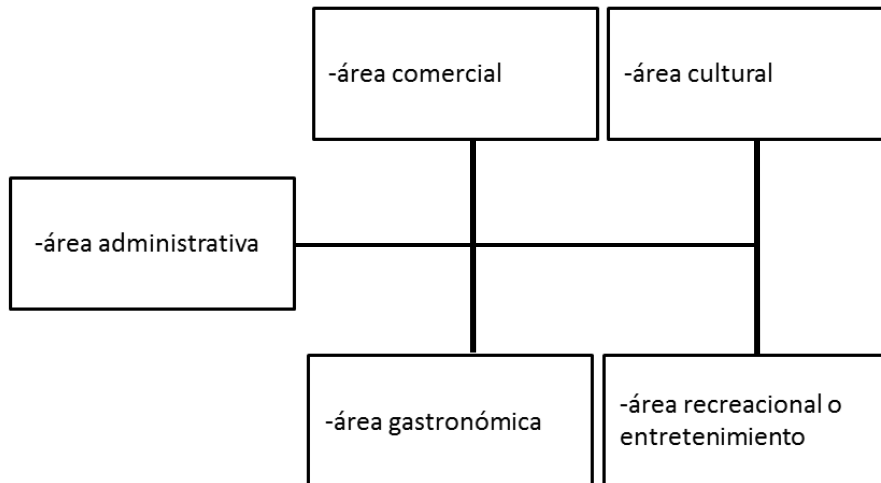 -área comercial
-área cultural
-área administrativa
-área gastronómica
-área recreacional o
entretenimiento